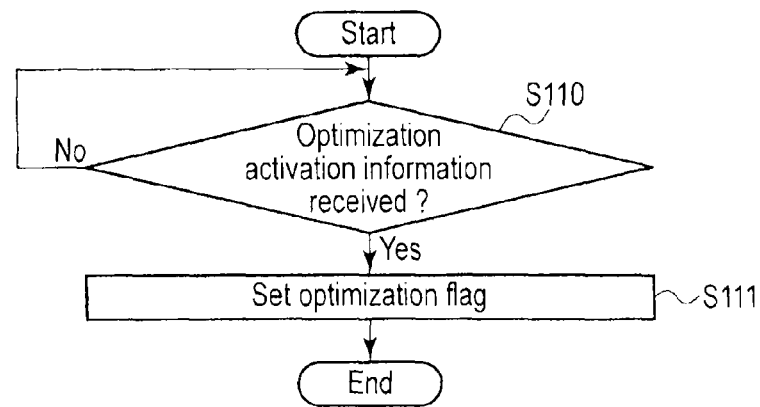 Start
S110
Optimization
activation information
received ?
No
Yes
Set optimization flag
S111
End